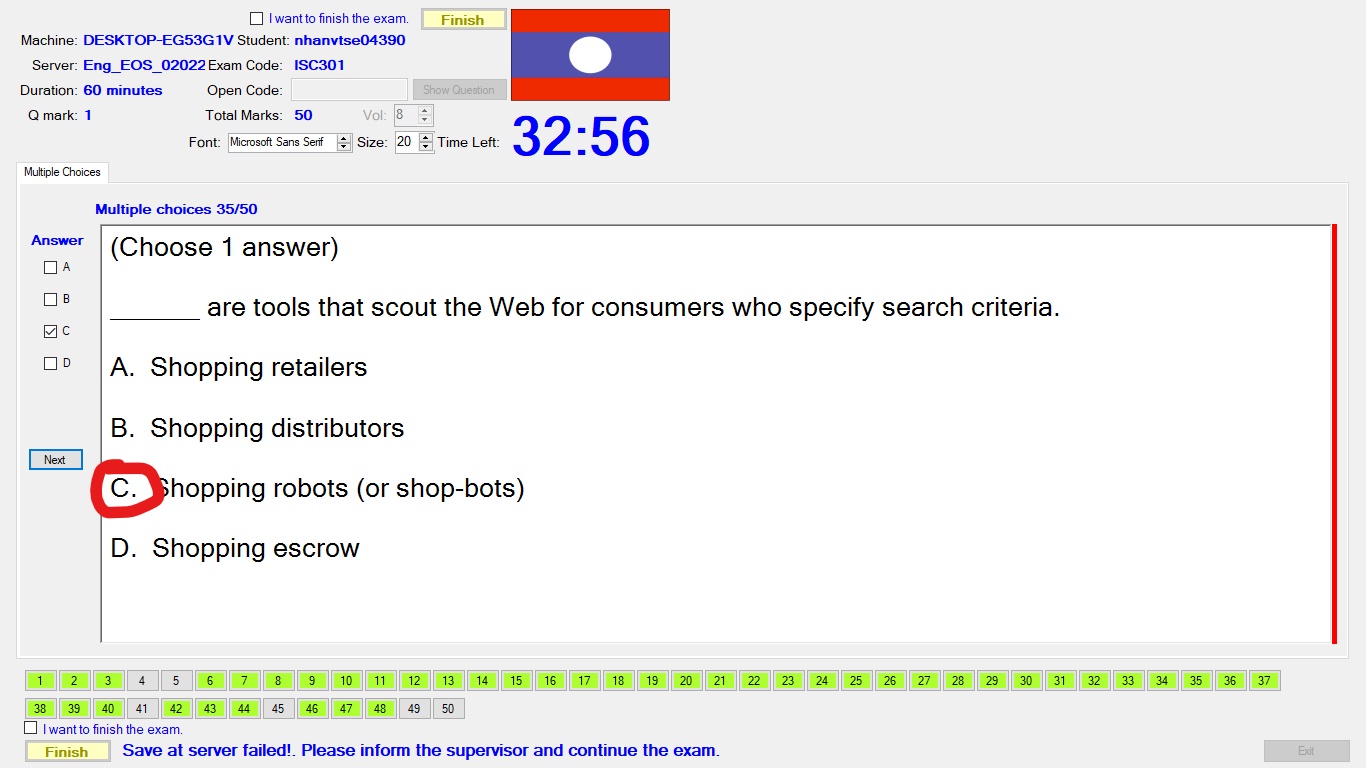 I want to finish the exam. Finish
Machine: DESKTOP-EG53G1V Student: nhanvtse04390
Server: Eng_EOS_02022 Exam Code: ISC301
Duration: 60 minutes Open Code: Show Question
Q mark: 1 Total Marks: 50 Vol: 8
Font: Microsoft Sans Serif Size: 20 Time Left: 32:56
Multiple Choices
Multiple choices 35/50
Answer
A
B
C
D
Next
(Choose 1 answer)
_______ are tools that scout the Web for consumers who specify search criteria.
A. Shopping retailers
B. Shopping distributors
C. Shopping robots (or shop-bots)
D. Shopping escrow
1 2 3 4 5 6 7 8 9 10 11 12 13 14 15 16 17 18 19 20 21 22 23 24 25 26 27 28 29 30 31 32 33 34 35 36 37
38 39 40 41 42 43 44 45 46 47 48 49 50
I want to finish the exam.
Finish Save at server failed!. Please inform the supervisor and continue the exam. Exit